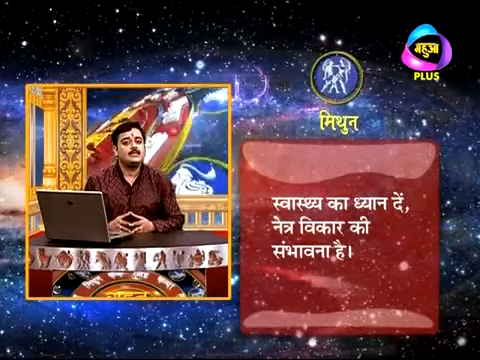 महुआ
PLUS
मिथुन
स्वास्थ्य का ध्यान दें,
नेत्र विकार की
संभावना है।